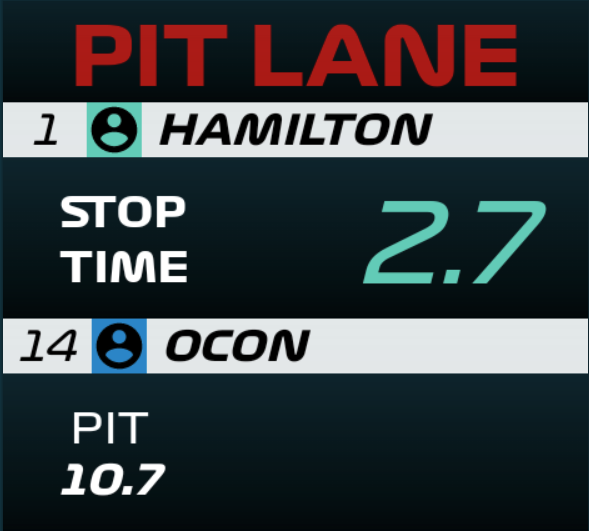 PIT LANE
1 HAMILTON
STOP
TIME
2.7
14 OCON
PIT
10.7